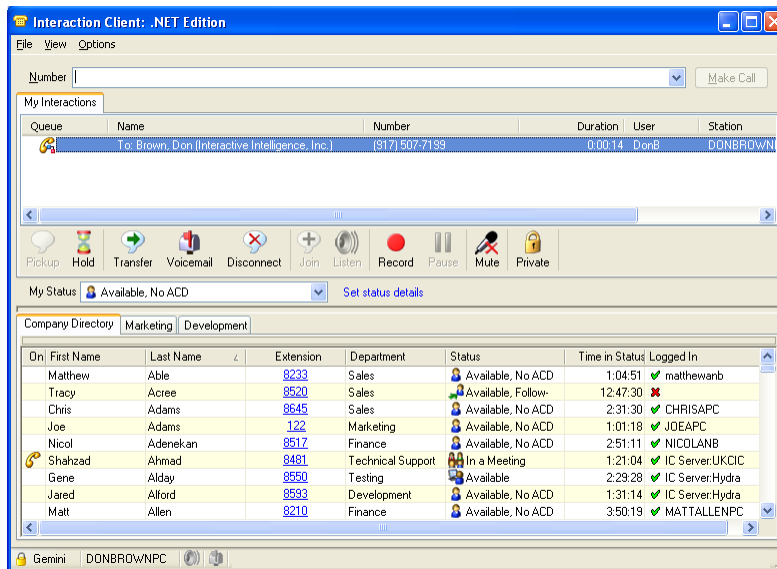 Interaction Client: .NET Edition
File View Options
Number Make Call
My Interactions
Queue Name Number Duration User Station
To: Brown, Don (Interactive Intelligence, Inc.) (917) 507-7199 0:00:14 DonB DONBROWN
Pickup Hold Transfer Voicemail Disconnect Join Listen Record Pause Mute Private
My Status Available, No ACD Set status details
Company Directory Marketing Development
On First Name Last Name Extension Department Status Time in Status Logged In
Matthew Able 8233 Sales Available, No ACD 1:04:51 matthewanb
Tracy Acree 8520 Sales Available, Follow- 12:47:30
Chris Adams 8645 Sales Available, No ACD 2:31:30 CHRISAPC
Joe Adams 122 Marketing Available, No ACD 1:01:18 JOEAPC
Nicol Adenekan 8517 Finance Available, No ACD 2:51:11 NICOLANB
Shahzad Ahmad 8481 Technical Support In a Meeting 1:21:04 IC Server:UKCIC
Gene Alday 8550 Testing Available 2:29:28 IC Server:Hydra
Jared Alford 8593 Development Available, No ACD 1:31:14 IC Server:Hydra
Matt Allen 8210 Finance Available, No ACD 3:50:19 MATTALLENPC
Gemini DONBROWNPC